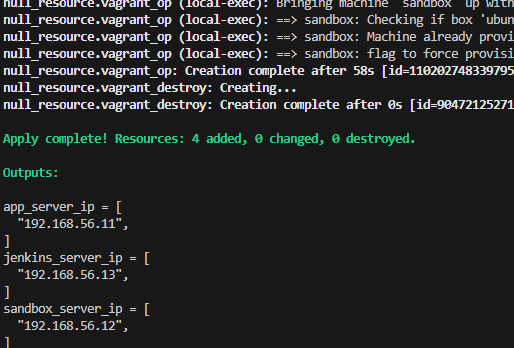 null_resource.vagrant_op (local-exec): Bringing machine 'sandbox' up with
null_resource.vagrant_op (local-exec): ==> sandbox: Checking if box 'ubun
null_resource.vagrant_op (local-exec): ==> sandbox: Machine already provi
null_resource.vagrant_op (local-exec): ==> sandbox: flag to force provisi
null_resource.vagrant_op: Creation complete after 58s [id=110202748339795
null_resource.vagrant_destroy: Creating...
null_resource.vagrant_destroy: Creation complete after 0s [id=90472125271
Apply complete! Resources: 4 added, 0 changed, 0 destroyed.
Outputs:
app_server_ip = [
"192.168.56.11",
]
jenkins_server_ip = [
"192.168.56.13",
]
sandbox_server_ip = [
"192.168.56.12",
]